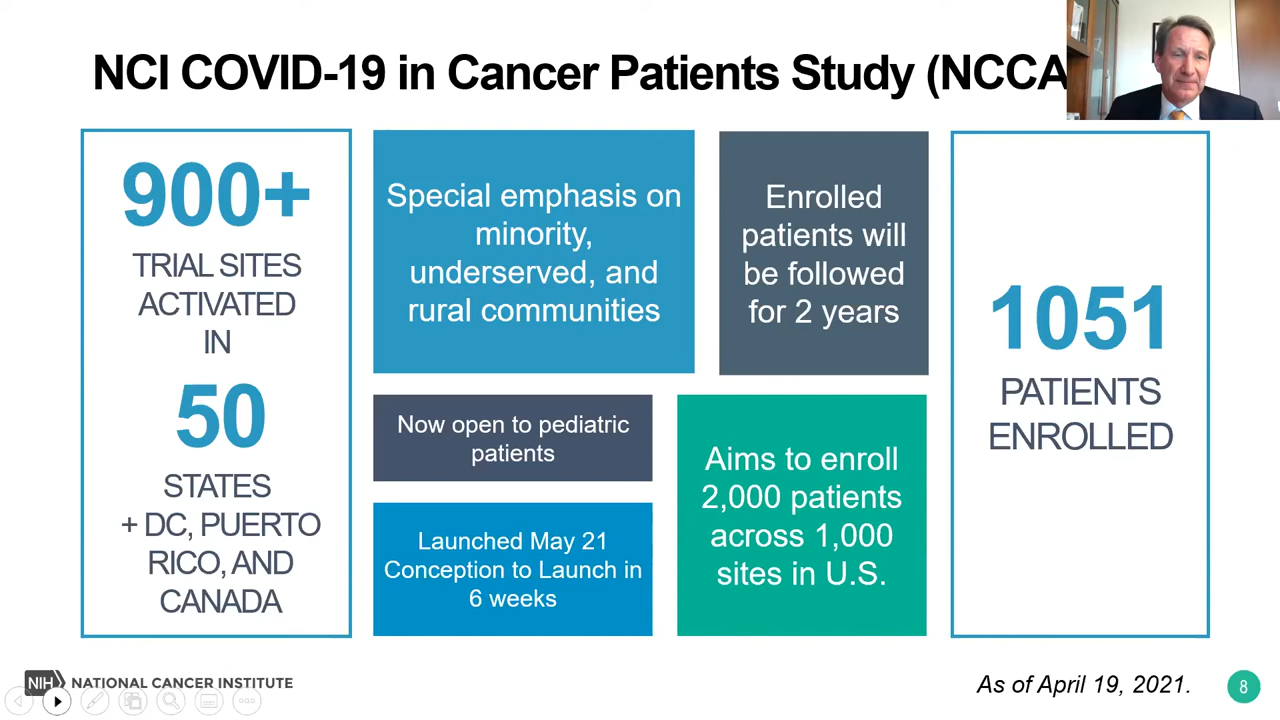 NCI COVID-19 in Cancer Patients Study (NCCA
900+
TRIAL SITES
ACTIVATED
IN
50
STATES
+ DC, PUERTO
RICO, AND
CANADA
Special emphasis on
minority,
underserved, and
rural communities
Enrolled
patients will
be followed
for 2 years
Now open to pediatric
patients
Launched May 21
Conception to Launch in
6 weeks
Aims to enroll
2,000 patients
across 1,000
sites in U.S.
1051
PATIENTS
ENROLLED
NIH NATIONAL CANCER INSTITUTE
As of April 19, 2021.
8